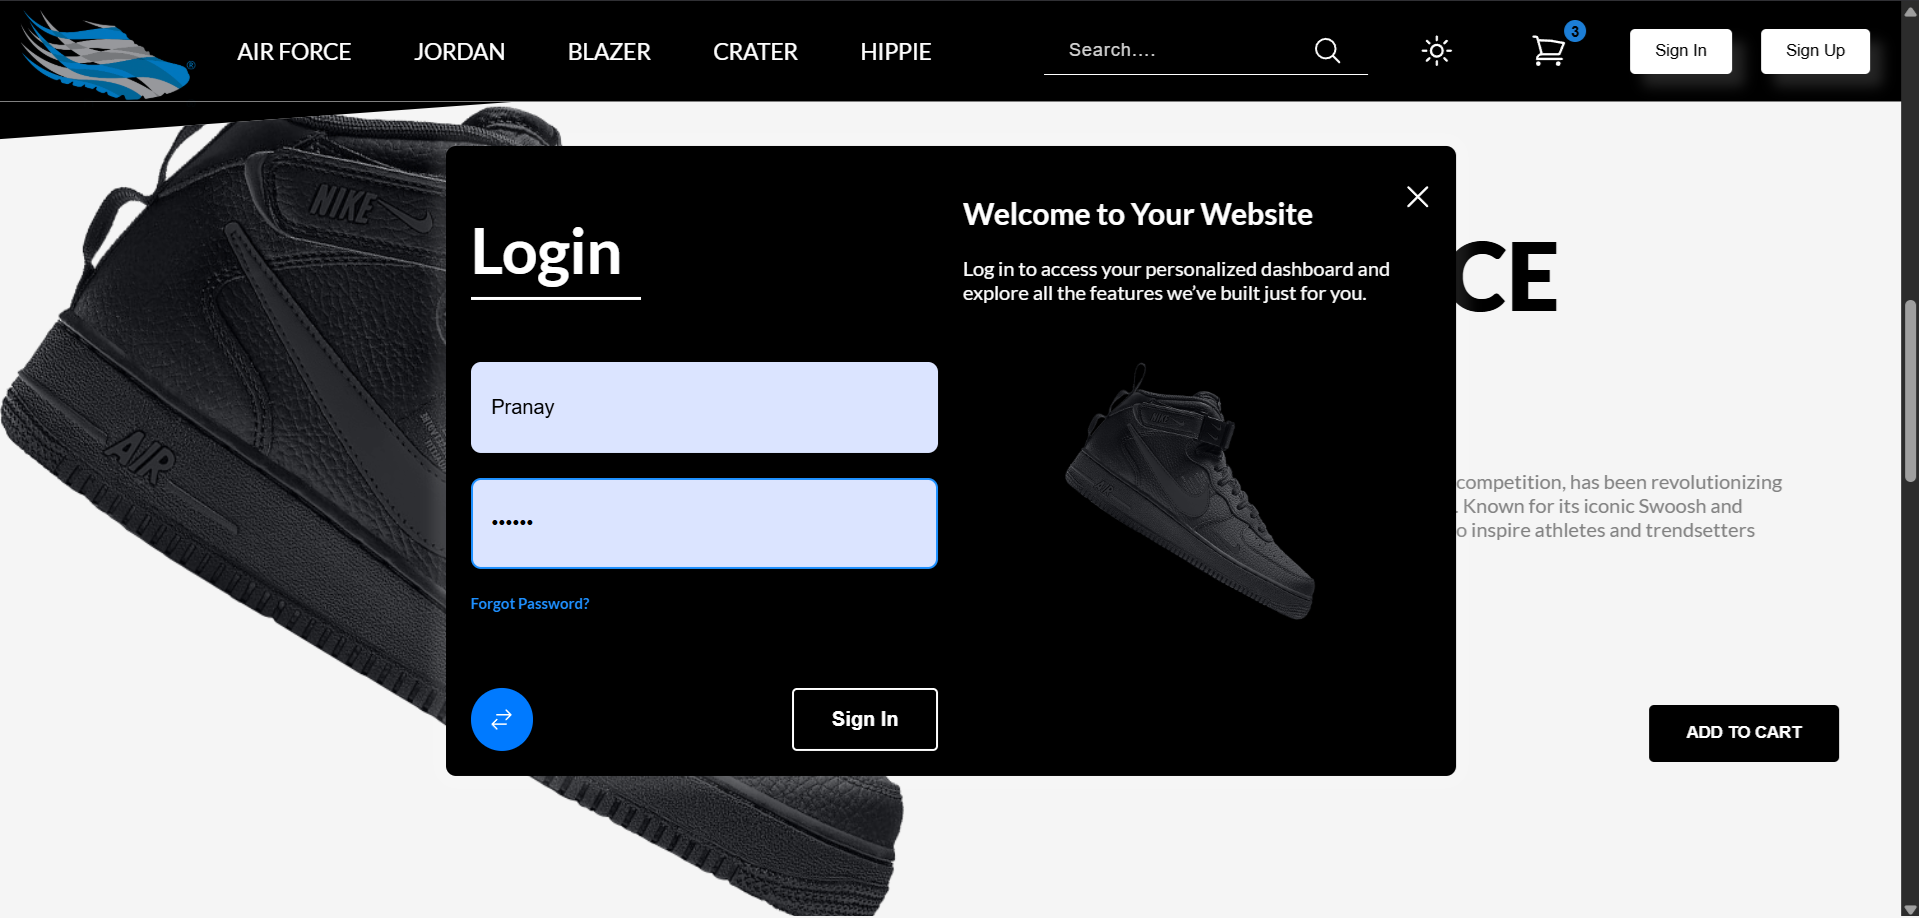 AIR FORCE
JORDAN
BLAZER
CRATER
HIPPIE
Search....
3
Sign In
Sign Up
NIKE
AIR
Login
Pranay
••••••
Forgot Password?
Sign In
Welcome to Your Website
Log in to access your personalized dashboard and
explore all the features we’ve built just for you.
CE
competition, has been revolutionizing
. Known for its iconic Swoosh and
o inspire athletes and trendsetters
ADD TO CART